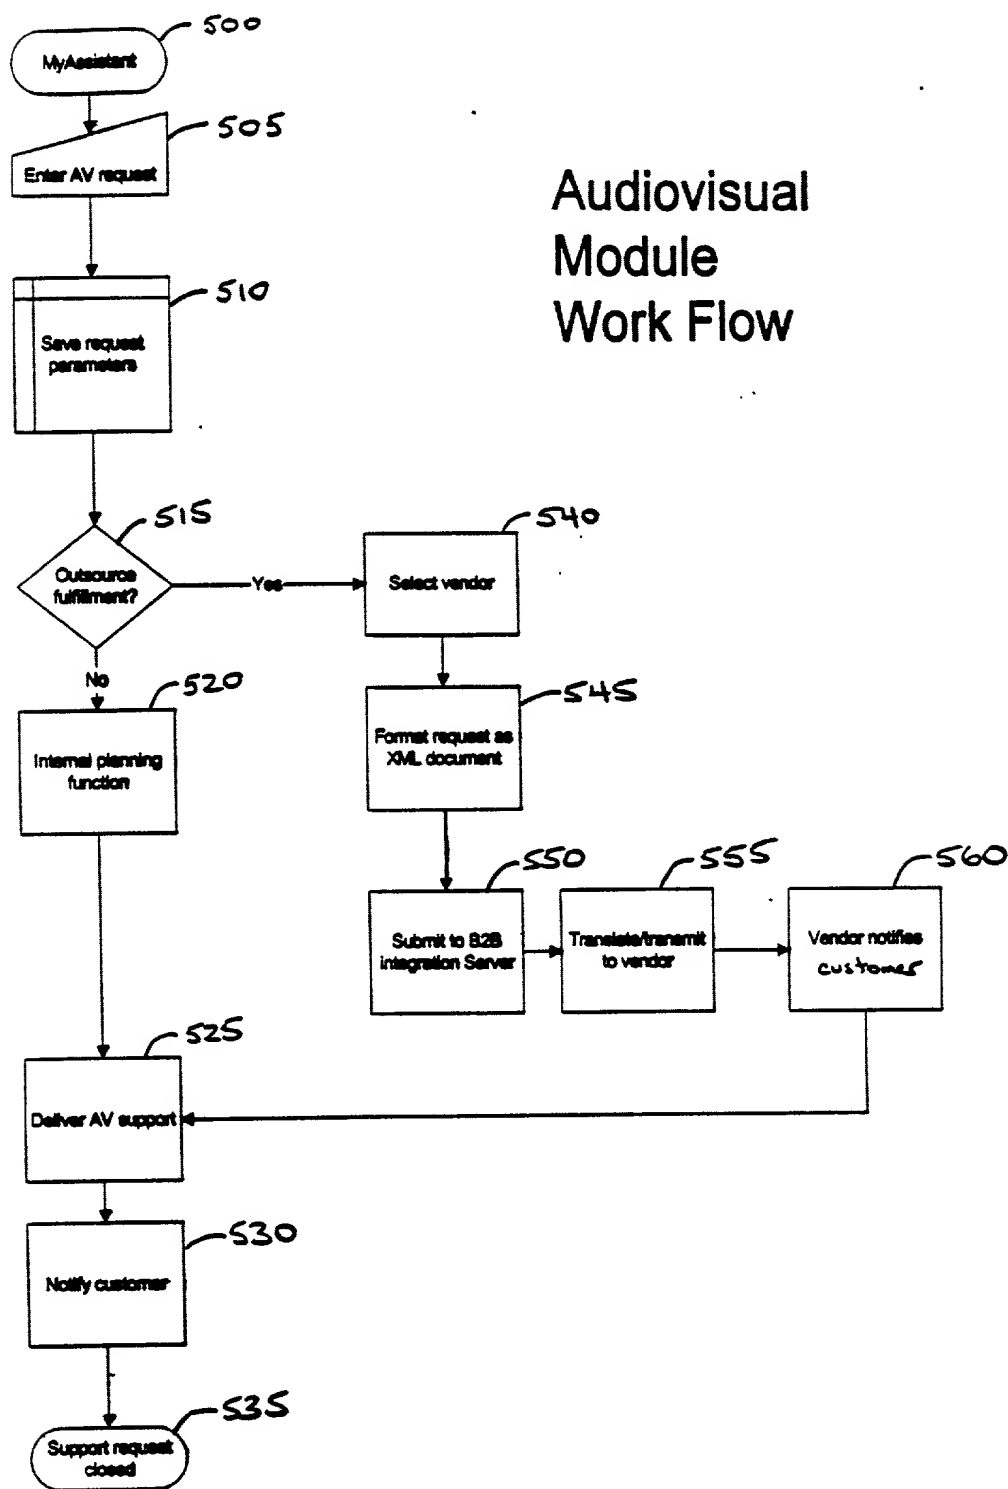 500
MyAssistant
505
Enter AV request
Audiovisual
Module
Work Flow
510
Save request
parameters
515
Outsource
fulfillment?
Yes
No
540
Select vendor
520
Internal planning
function
545
Format request as
XML document
550
Submit to B2B
integration Server
555
Translate/transmit
to vendor
560
Vendor notifies
customer
525
Deliver AV support
530
Notify customer
535
Support request
closed